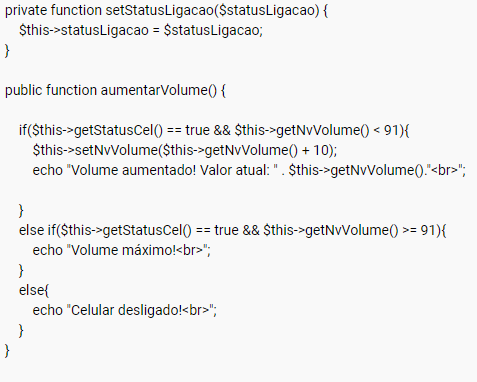 private function setStatusLigacao($statusLigacao) {
$this->statusLigacao = $statusLigacao;
}
public function aumentarVolume() {
if($this->getStatusCel() == true && $this->getNvVolume() < 91){
$this->setNvVolume($this->getNvVolume() + 10);
echo "Volume aumentado! Valor atual: " . $this->getNvVolume()."<br>";
}
else if($this->getStatusCel() == true && $this->getNvVolume() >= 91){
echo "Volume máximo!<br>";
}
else{
echo "Celular desligado!<br>";
}
}